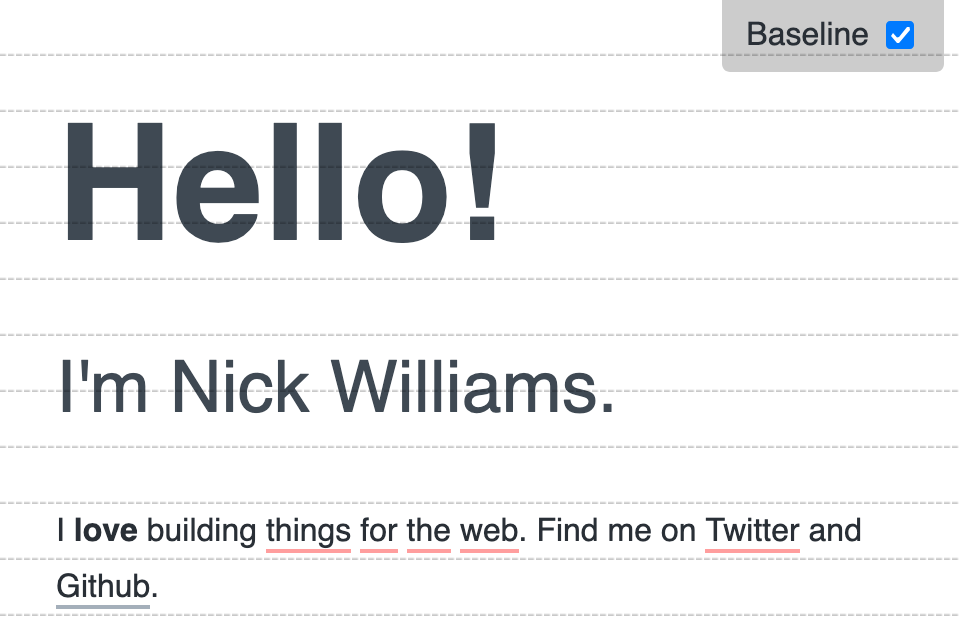 Baseline
Hello!
I'm Nick Williams.
I love building things for the web. Find me on Twitter and
Github.